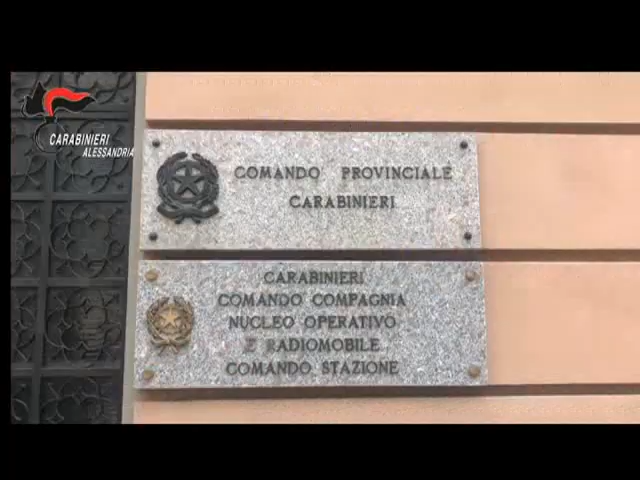 CARABINIERI
ALESSANDRIA
COMANDO PROVINCIALE
CARABINIERI
CARABINIERI
COMANDO COMPAGNIA
NUCLEO OPERATIVO
E RADIOMOBILE
COMANDO STAZIONE